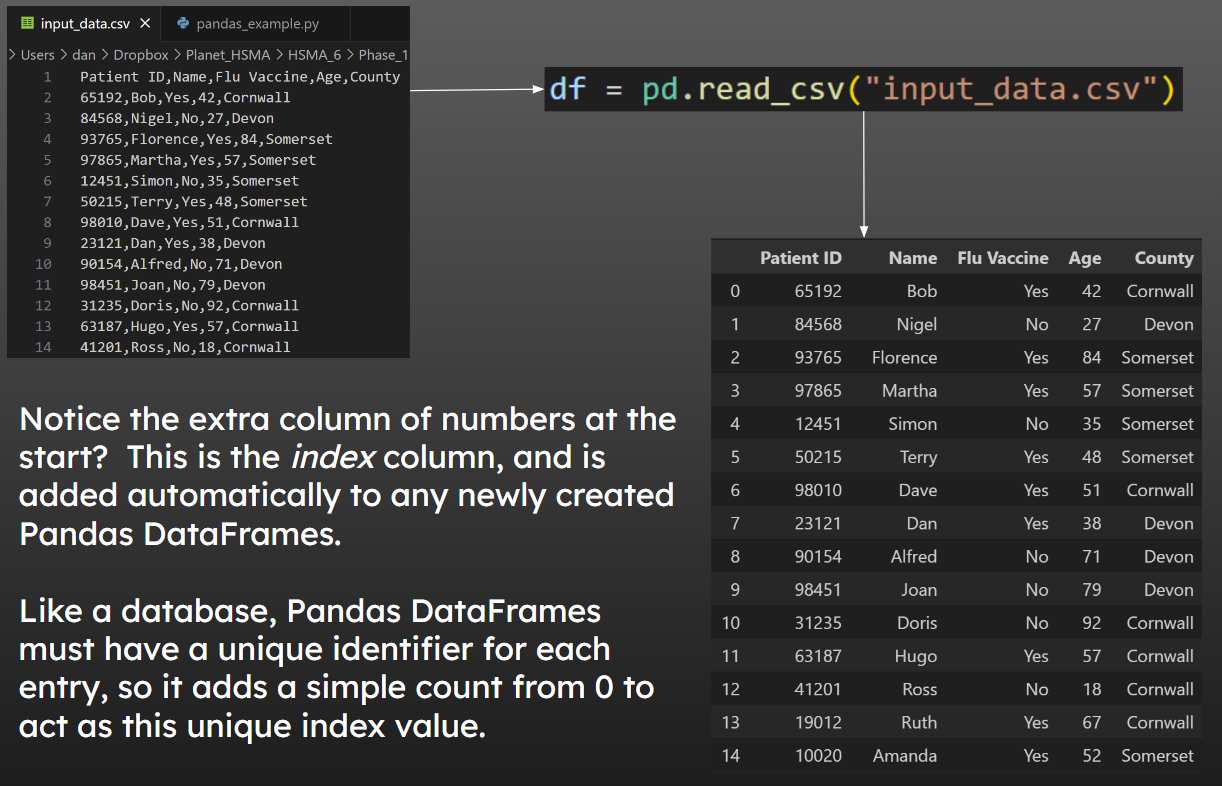 input_data.csv
pandas_example.py
> Users > dan > Dropbox > Planet_HSMA > HSMA_6 > Phase_1
1 Patient ID,Name,Flu Vaccine,Age,County
2 65192,Bob,Yes,42,Cornwall
3 84568,Nigel,No,27,Devon
4 93765,Florence,Yes,84,Somerset
5 97865,Martha,Yes,57,Somerset
6 12451,Simon,No,35,Somerset
7 50215,Terry,Yes,48,Somerset
8 98010,Dave,Yes,51,Cornwall
9 23121,Dan,Yes,38,Devon
10 90154,Alfred,No,71,Devon
11 98451,Joan,No,79,Devon
12 31235,Doris,No,92,Cornwall
13 63187,Hugo,Yes,57,Cornwall
14 41201,Ross,No,18,Cornwall
df = pd.read_csv("input_data.csv")
Patient ID Name Flu Vaccine Age County
0 65192 Bob Yes 42 Cornwall
1 84568 Nigel No 27 Devon
2 93765 Florence Yes 84 Somerset
3 97865 Martha Yes 57 Somerset
4 12451 Simon No 35 Somerset
5 50215 Terry Yes 48 Somerset
6 98010 Dave Yes 51 Cornwall
7 23121 Dan Yes 38 Devon
8 90154 Alfred No 71 Devon
9 98451 Joan No 79 Devon
10 31235 Doris No 92 Cornwall
11 63187 Hugo Yes 57 Cornwall
12 41201 Ross No 18 Cornwall
13 19012 Ruth Yes 67 Cornwall
14 10020 Amanda Yes 52 Somerset
Notice the extra column of numbers at the
start? This is the index column, and is
added automatically to any newly created
Pandas DataFrames.
Like a database, Pandas DataFrames
must have a unique identifier for each
entry, so it adds a simple count from 0 to
act as this unique index value.